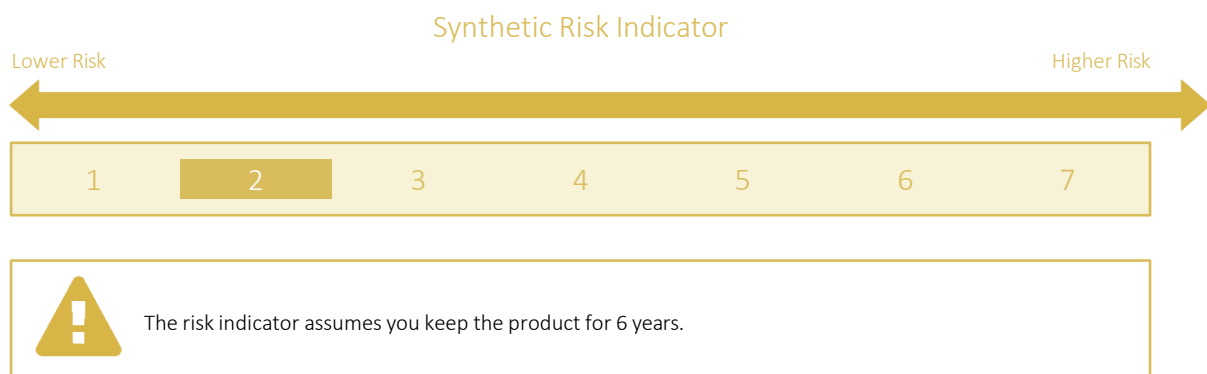 Synthetic Risk Indicator
Lower Risk Higher Risk
1 2 3 4 5 6 7
The risk indicator assumes you keep the product for 6 years.